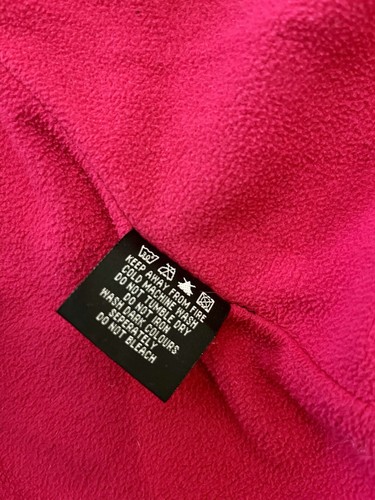 KEEP AWAY FROM FIRE
COLD MACHINE WASH
DO NOT TUMBLE DRY
DO NOT IRON
WASH DARK COLOURS
SEPERATELY
DO NOT BLEACH